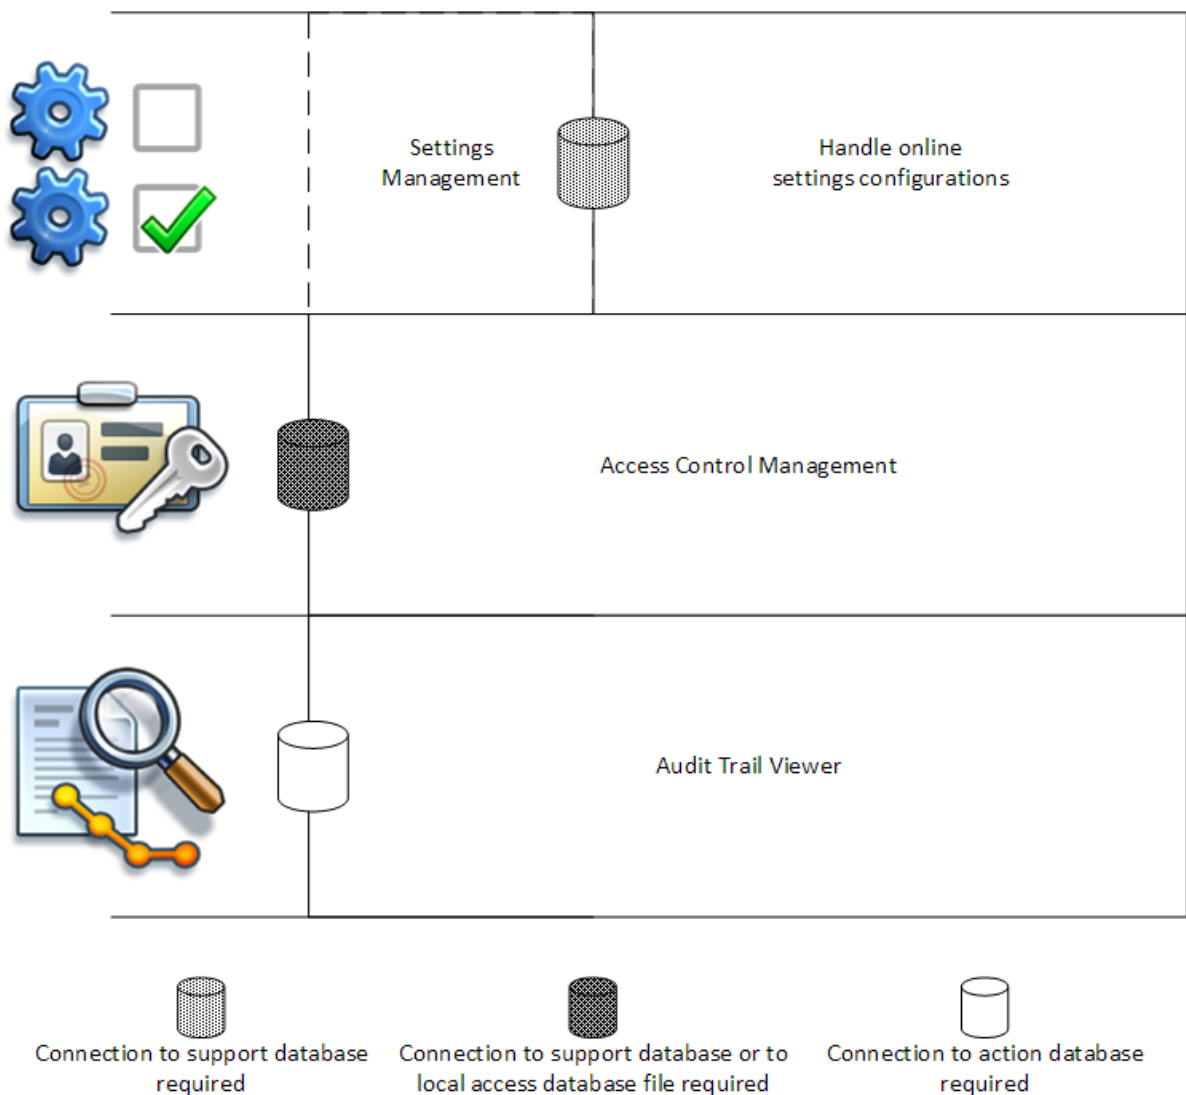 Settings
Management
Handle online
settings configurations
Access Control Management
Audit Trail Viewer
Connection to support database
required
Connection to support database or to
local access database file required
Connection to action database
required